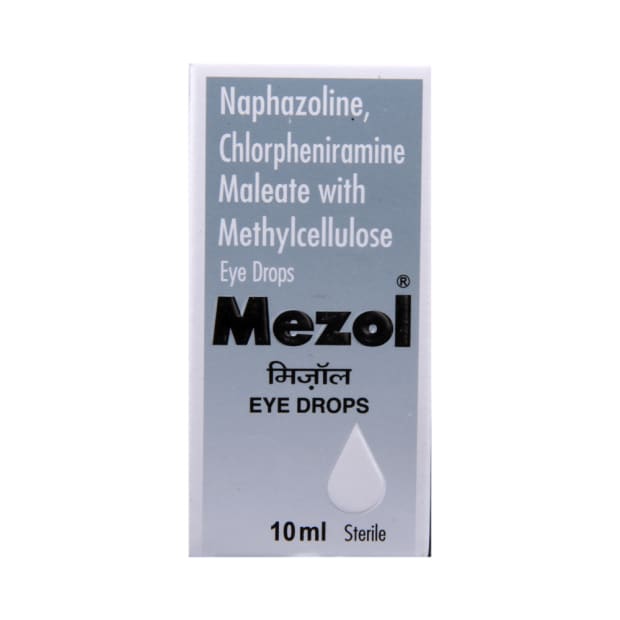 Naphazoline,
Chlorpheniramine
Maleate with
Methylcellulose
Eye Drops
Mezol®
मिज़ॉल
EYE DROPS
10ml Sterile